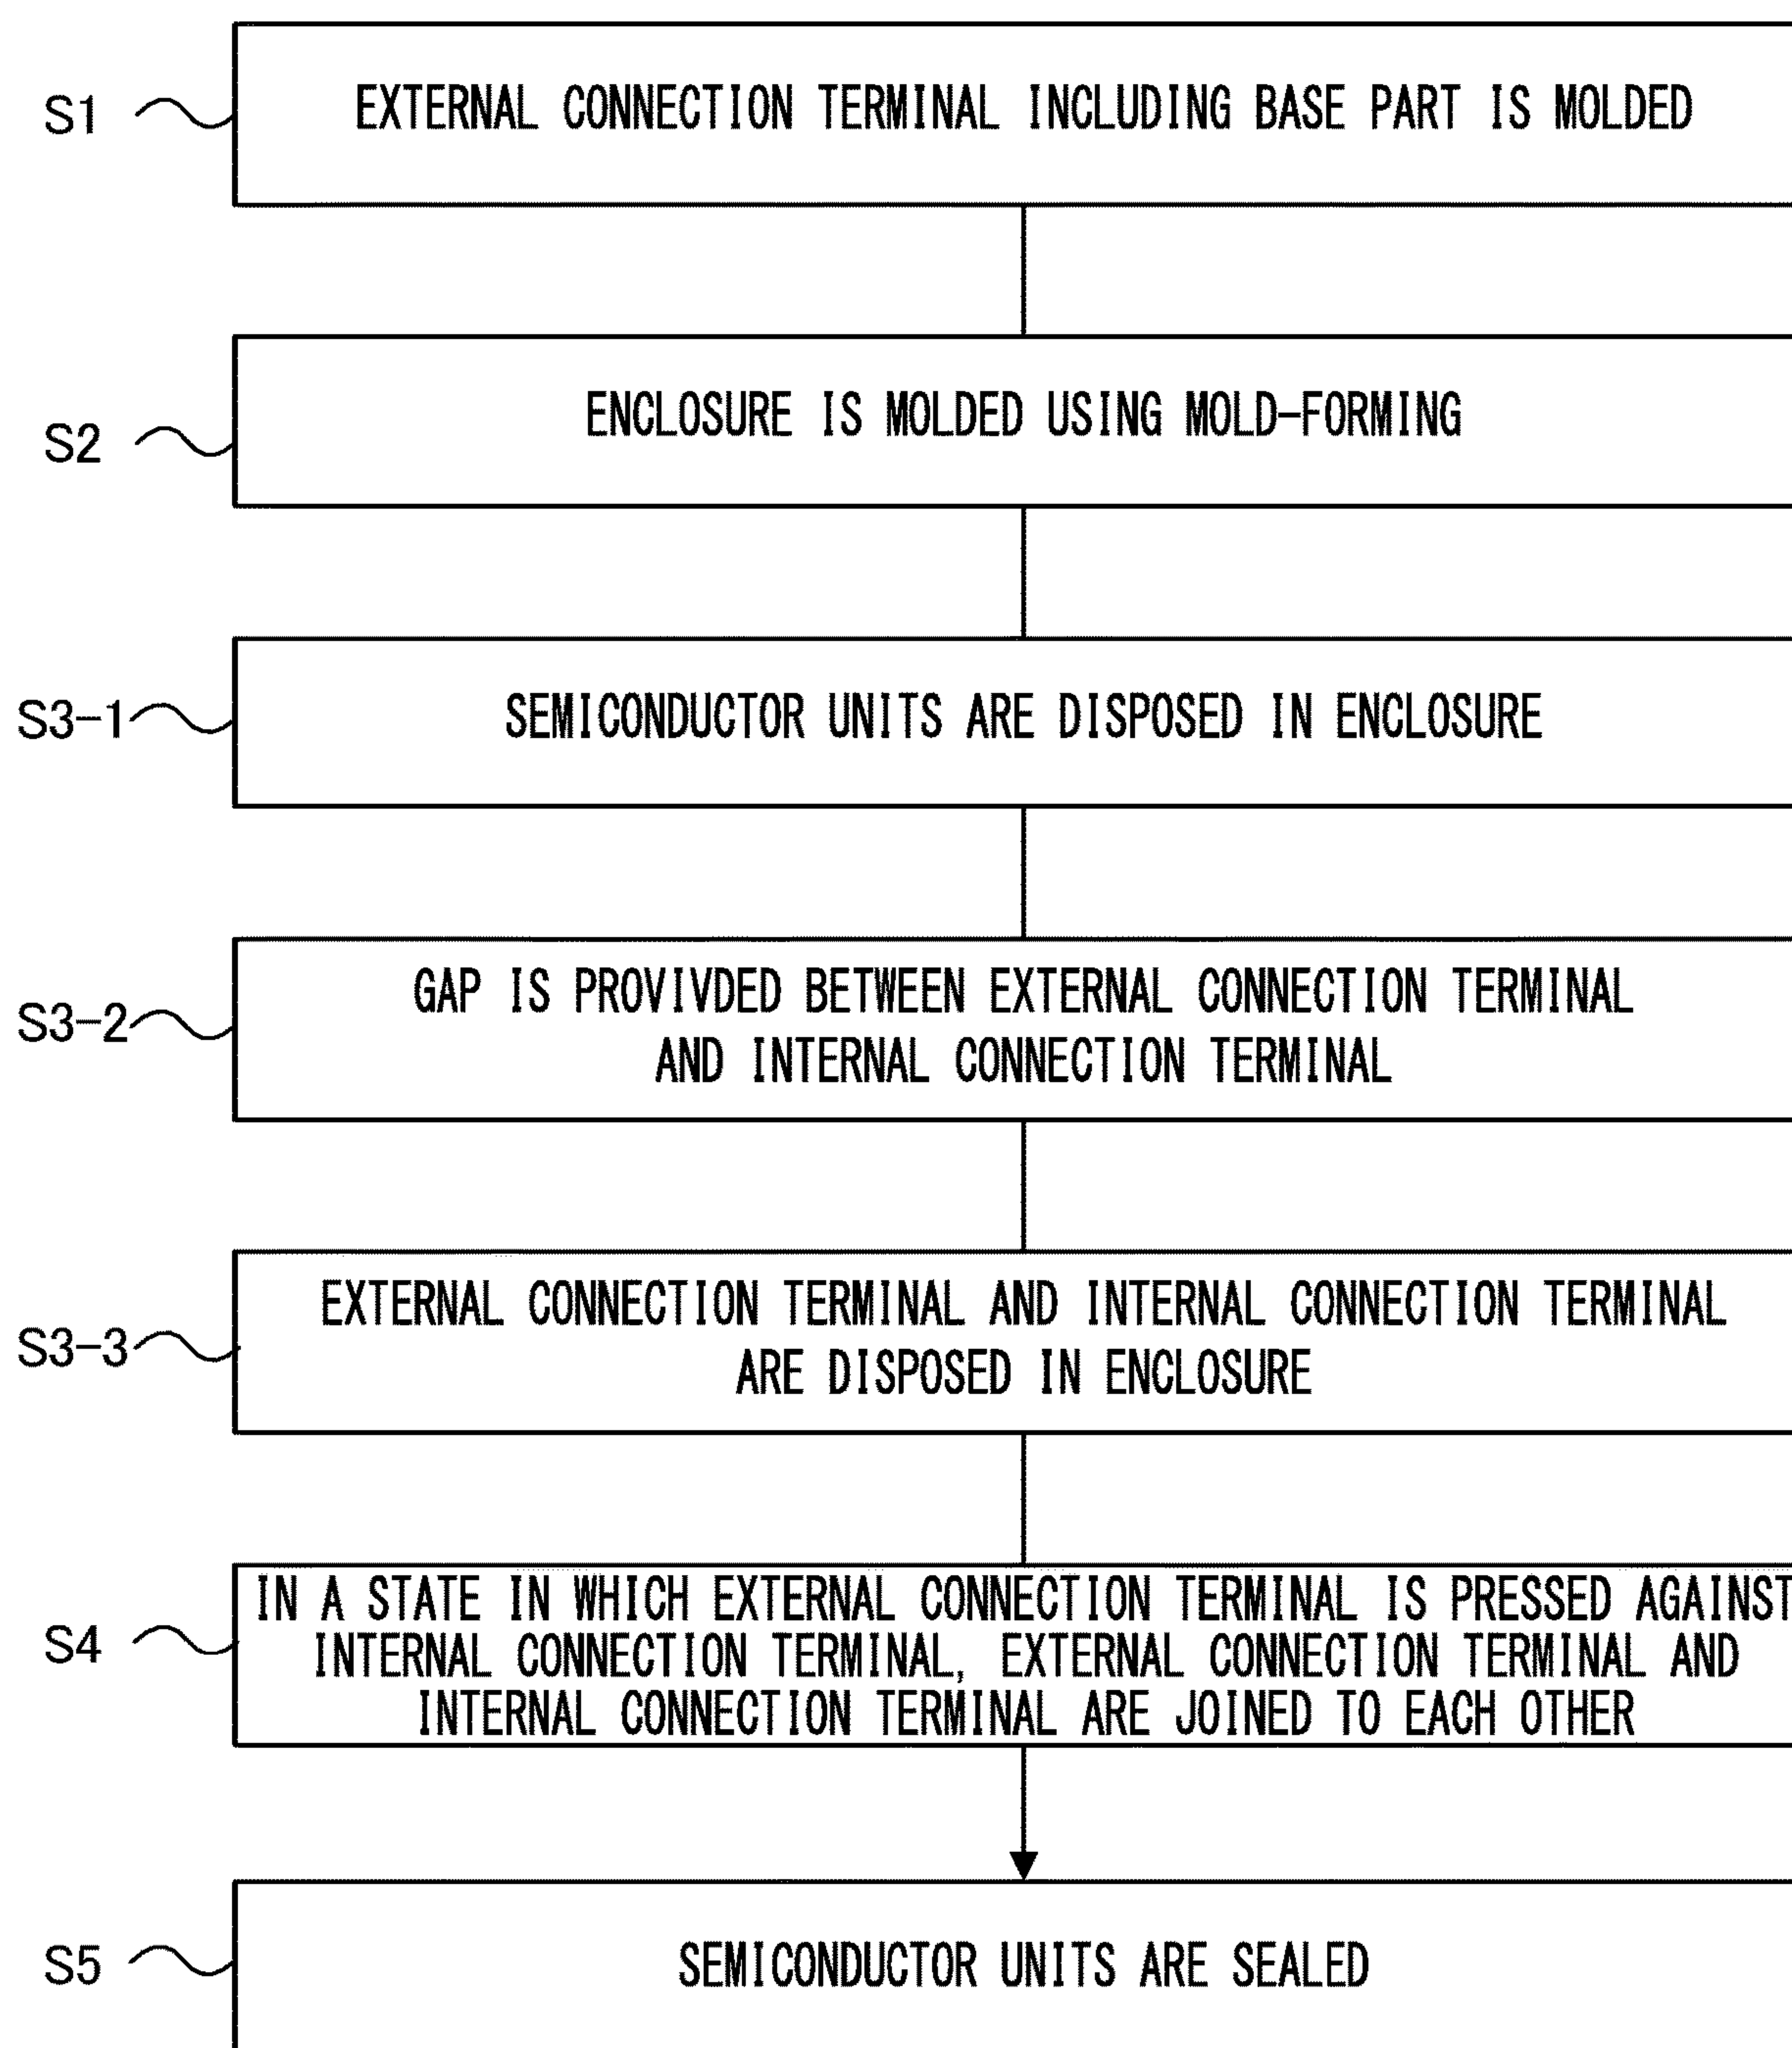 S1
EXTERNAL CONNECTION TERMINAL INCLUDING BASE PART IS MOLDED
S2
ENCLOSURE IS MOLDED USING MOLD-FORMING
S3-1
SEMICONDUCTOR UNITS ARE DISPOSED IN ENCLOSURE
S3-2
GAP IS PROVIVDED BETWEEN EXTERNAL CONNECTION TERMINAL
AND INTERNAL CONNECTION TERMINAL
S3-3
EXTERNAL CONNECTION TERMINAL AND INTERNAL CONNECTION TERMINAL
ARE DISPOSED IN ENCLOSURE
S4
IN A STATE IN WHICH EXTERNAL CONNECTION TERMINAL IS PRESSED AGAINST
INTERNAL CONNECTION TERMINAL, EXTERNAL CONNECTION TERMINAL AND
INTERNAL CONNECTION TERMINAL ARE JOINED TO EACH OTHER
S5
SEMICONDUCTOR UNITS ARE SEALED